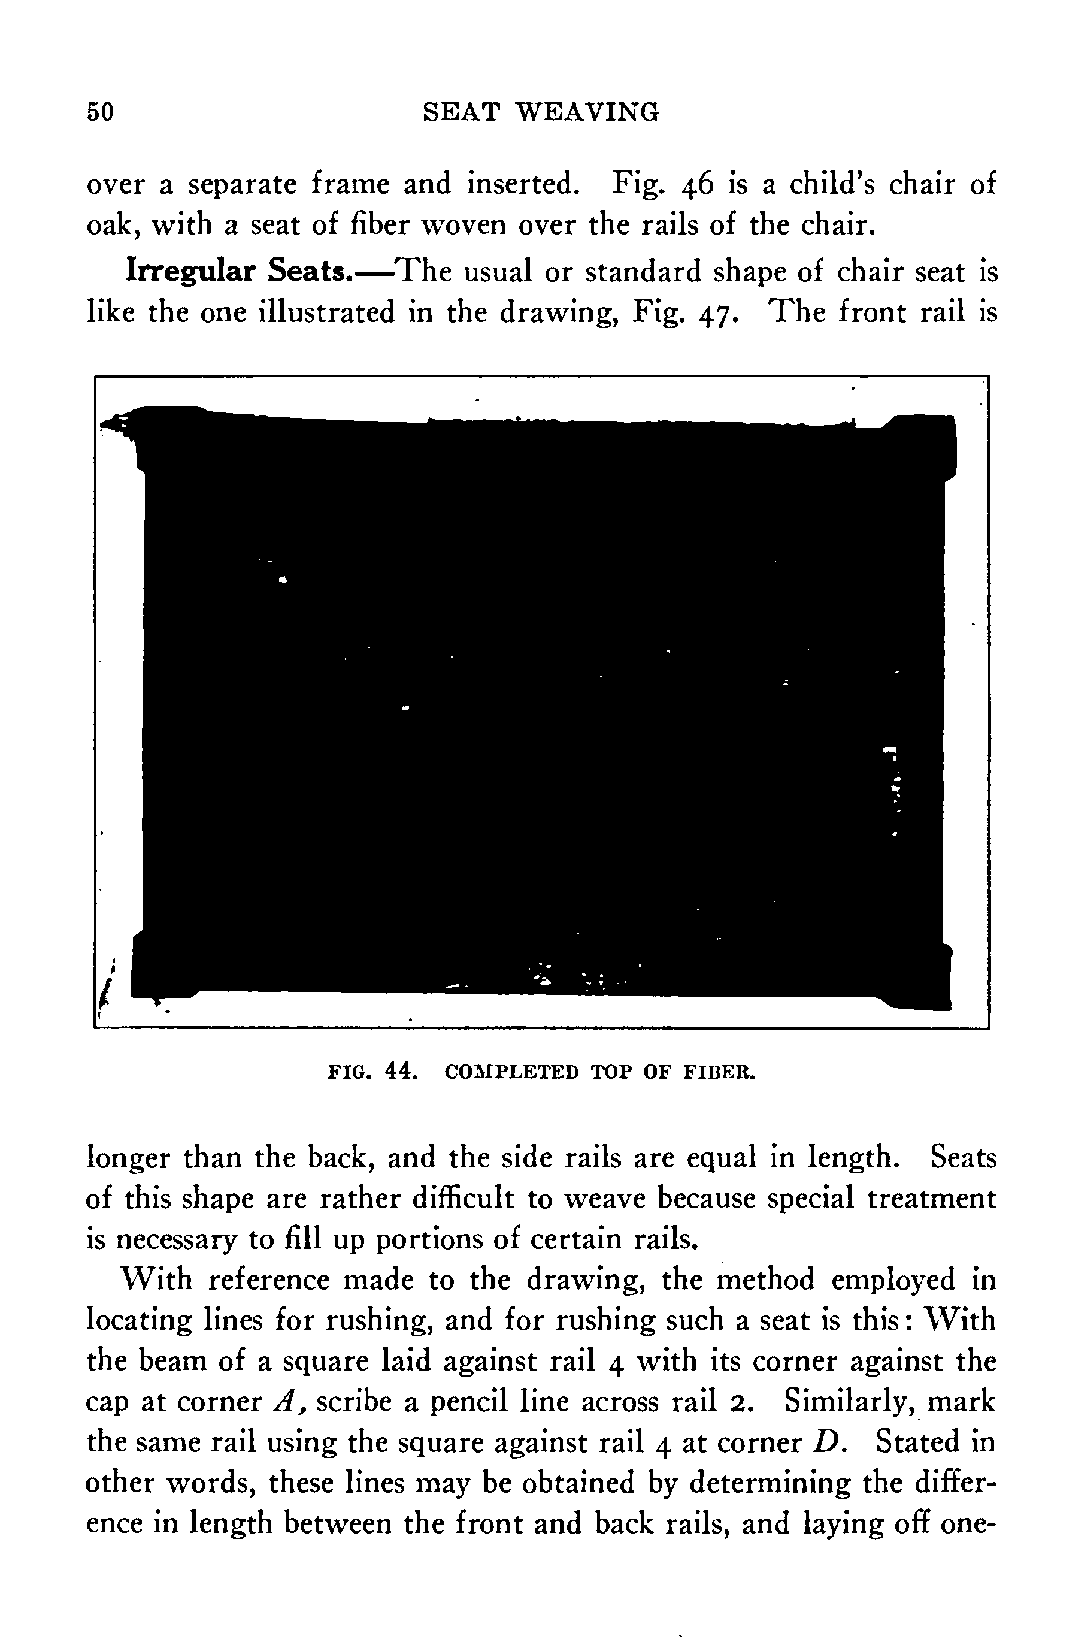 50 SEAT WEAVING
over a separate frame and inserted. Fig. 46 is a child's chair of
oak, with a seat of fiber woven over the rails of the chair.
Irregular Seats.—The usual or standard shape of chair seat is
like the one illustrated in the drawing, Fig. 47. The front rail is
FIG. 44. COMPLETED TOP OF FIBER.
longer than the back, and the side rails are equal in length. Seats
of this shape are rather difficult to weave because special treatment
is necessary to fill up portions of certain rails.
With reference made to the drawing, the method employed in
locating lines for rushing, and for rushing such a seat is this: With
the beam of a square laid against rail 4 with its corner against the
cap at corner A, scribe a pencil line across rail 2. Similarly, mark
the same rail using the square against rail 4 at corner D. Stated in
other words, these lines may be obtained by determining the differ-
ence in length between the front and back rails, and laying off one-